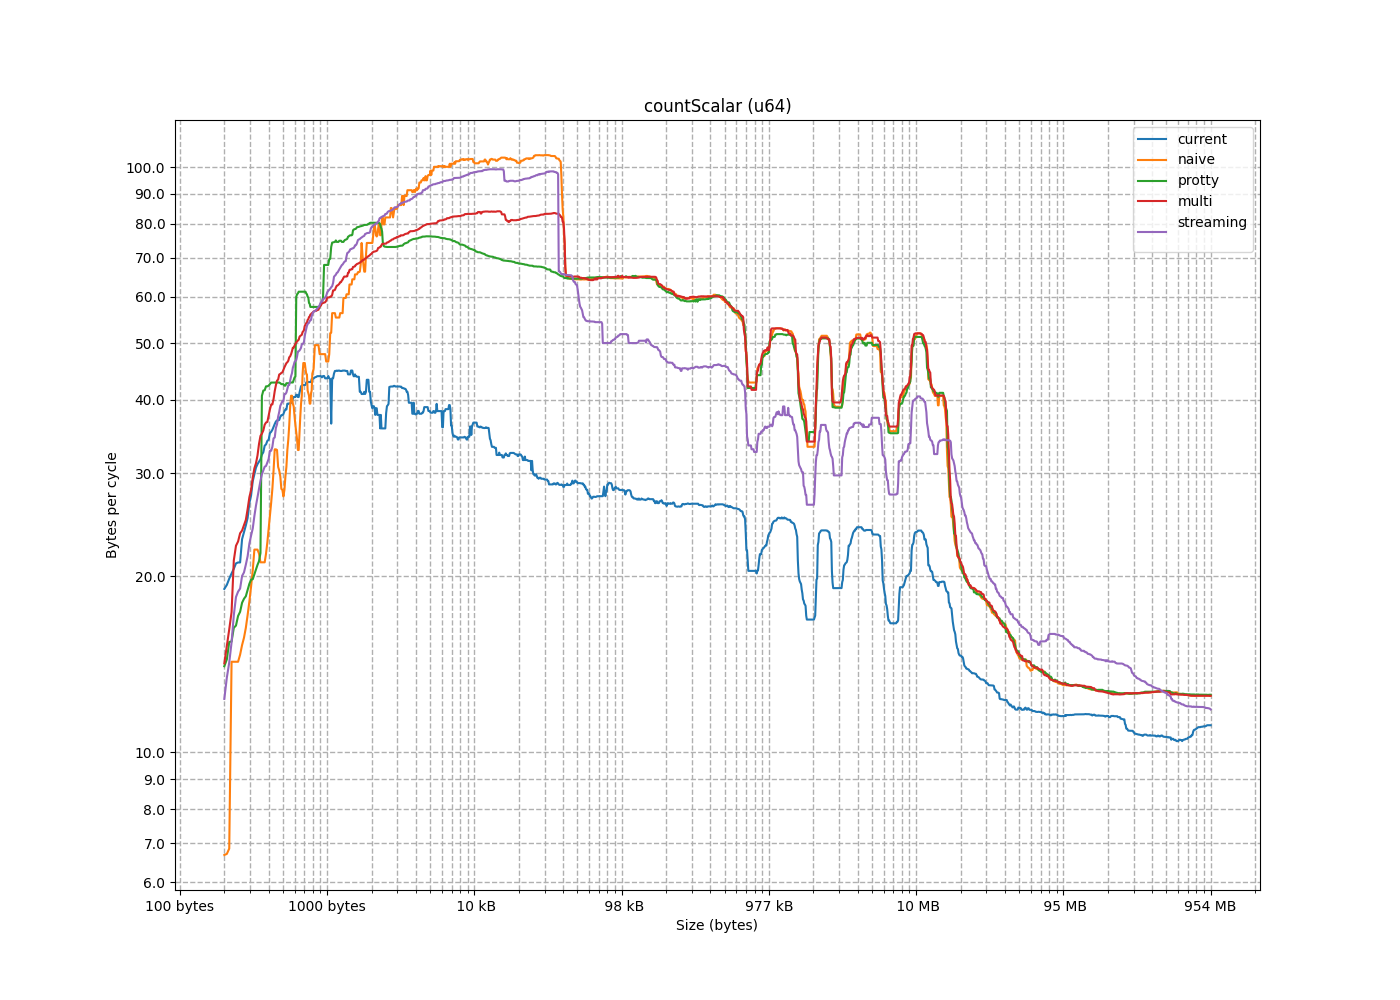 countScalar (u64)
current
naive
protty
multi
streaming
100.0
90.0
80.0
70.0
60.0
50.0
40.0
30.0
20.0
10.0
9.0
8.0
7.0
6.0
Bytes per cycle
100 bytes
1000 bytes
10 kB
98 kB
977 kB
10 MB
95 MB
954 MB
Size (bytes)